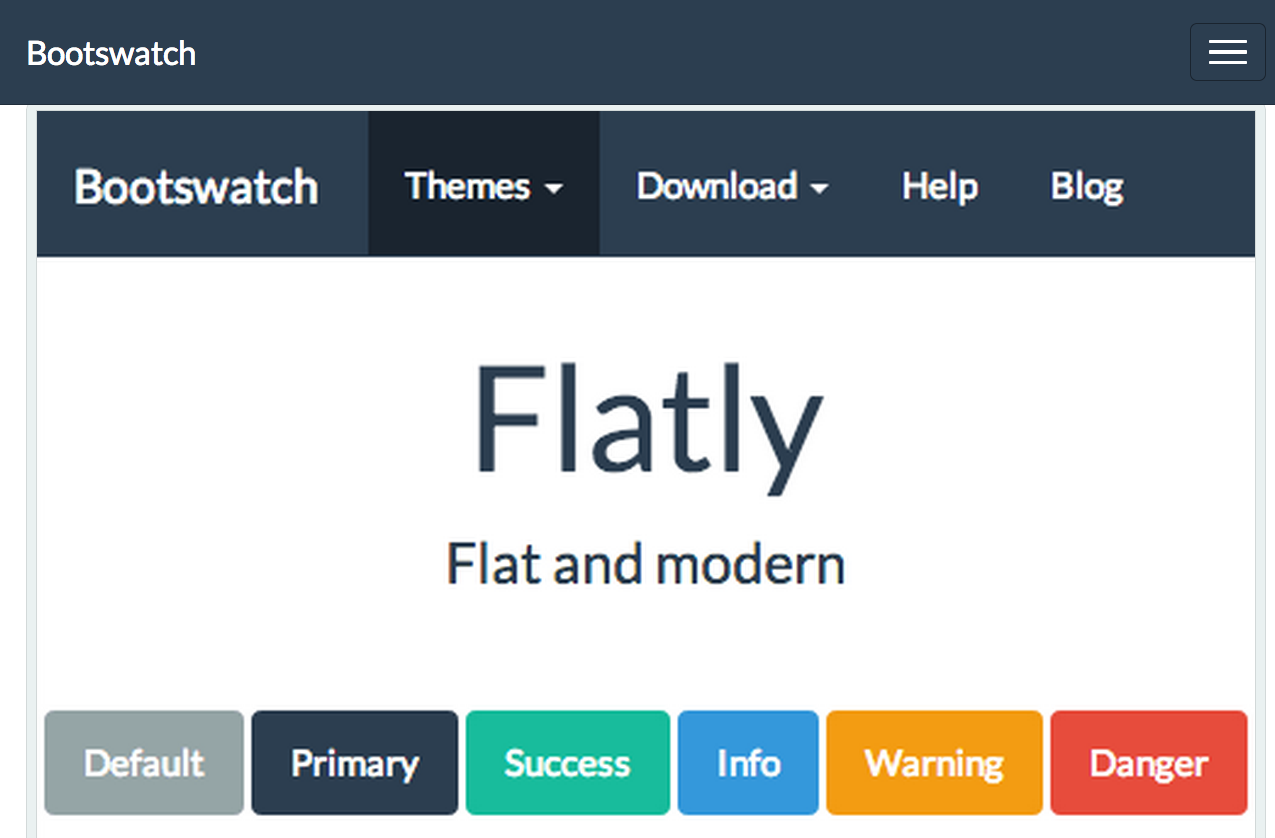 Bootswatch
Bootswatch Themes Download Help Blog
Flatly
Flat and modern
Default Primary Success Info Warning Danger